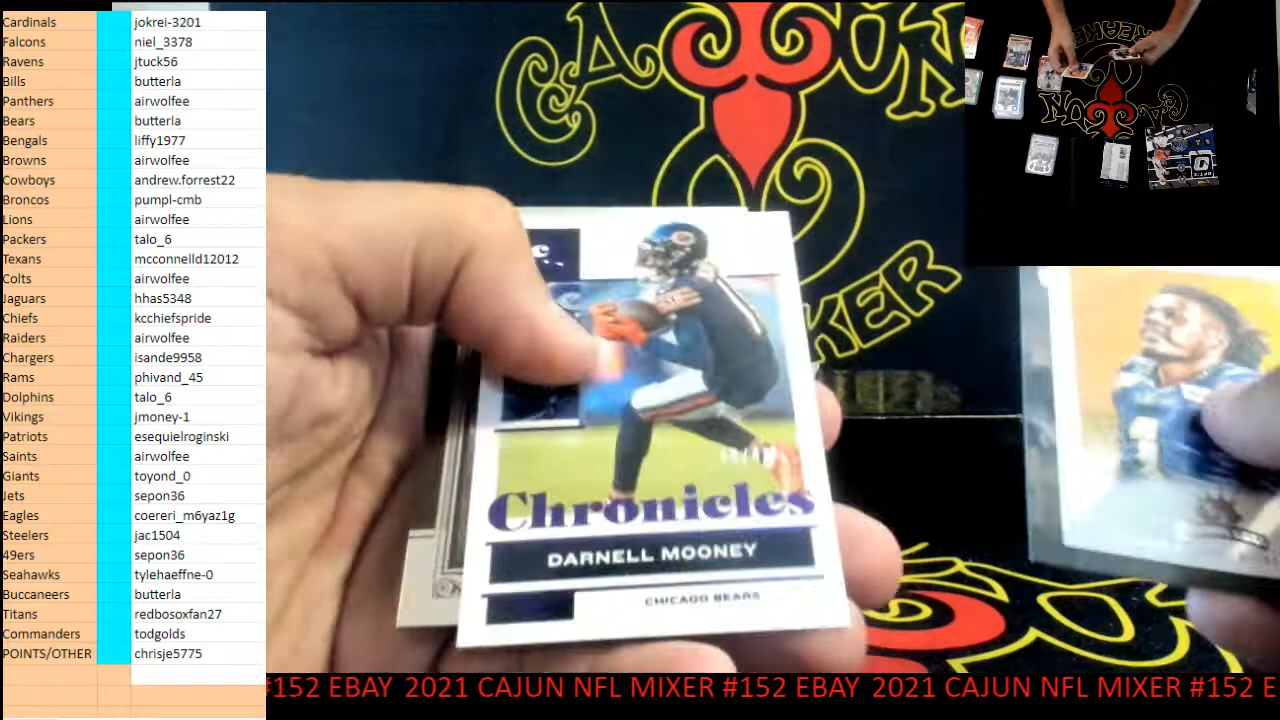 Cardinals jokrei-3201
Falcons niel_3378
Ravens jtuck56
Bills butterla
Panthers airwolfee
Bears butterla
Bengals liffy1977
Browns airwolfee
Cowboys andrew.forrest22
Broncos pumpl-cmb
Lions airwolfee
Packers talo_6
Texans mcconnelld12012
Colts airwolfee
Jaguars hhas5348
Chiefs kcchiefspride
Raiders airwolfee
Chargers isande9958
Rams phivand_45
Dolphins talo_6
Vikings jmoney-1
Patriots esequielroginski
Saints airwolfee
Giants toyond_0
Jets sepon36
Eagles coereri_m6yaz1g
Steelers jac1504
49ers sepon36
Seahawks tylehaeffne-0
Buccaneers butterla
Titans redbosoxfan27
Commanders todgolds
POINTS/OTHER chrisje5775
CAJUN
KER
Chronicles
DARNELL MOONEY
CHICAGO BEARS
OPTIC
#152 EBAY 2021 CAJUN NFL MIXER #152 EBAY 2021 CAJUN NFL MIXER #152 E